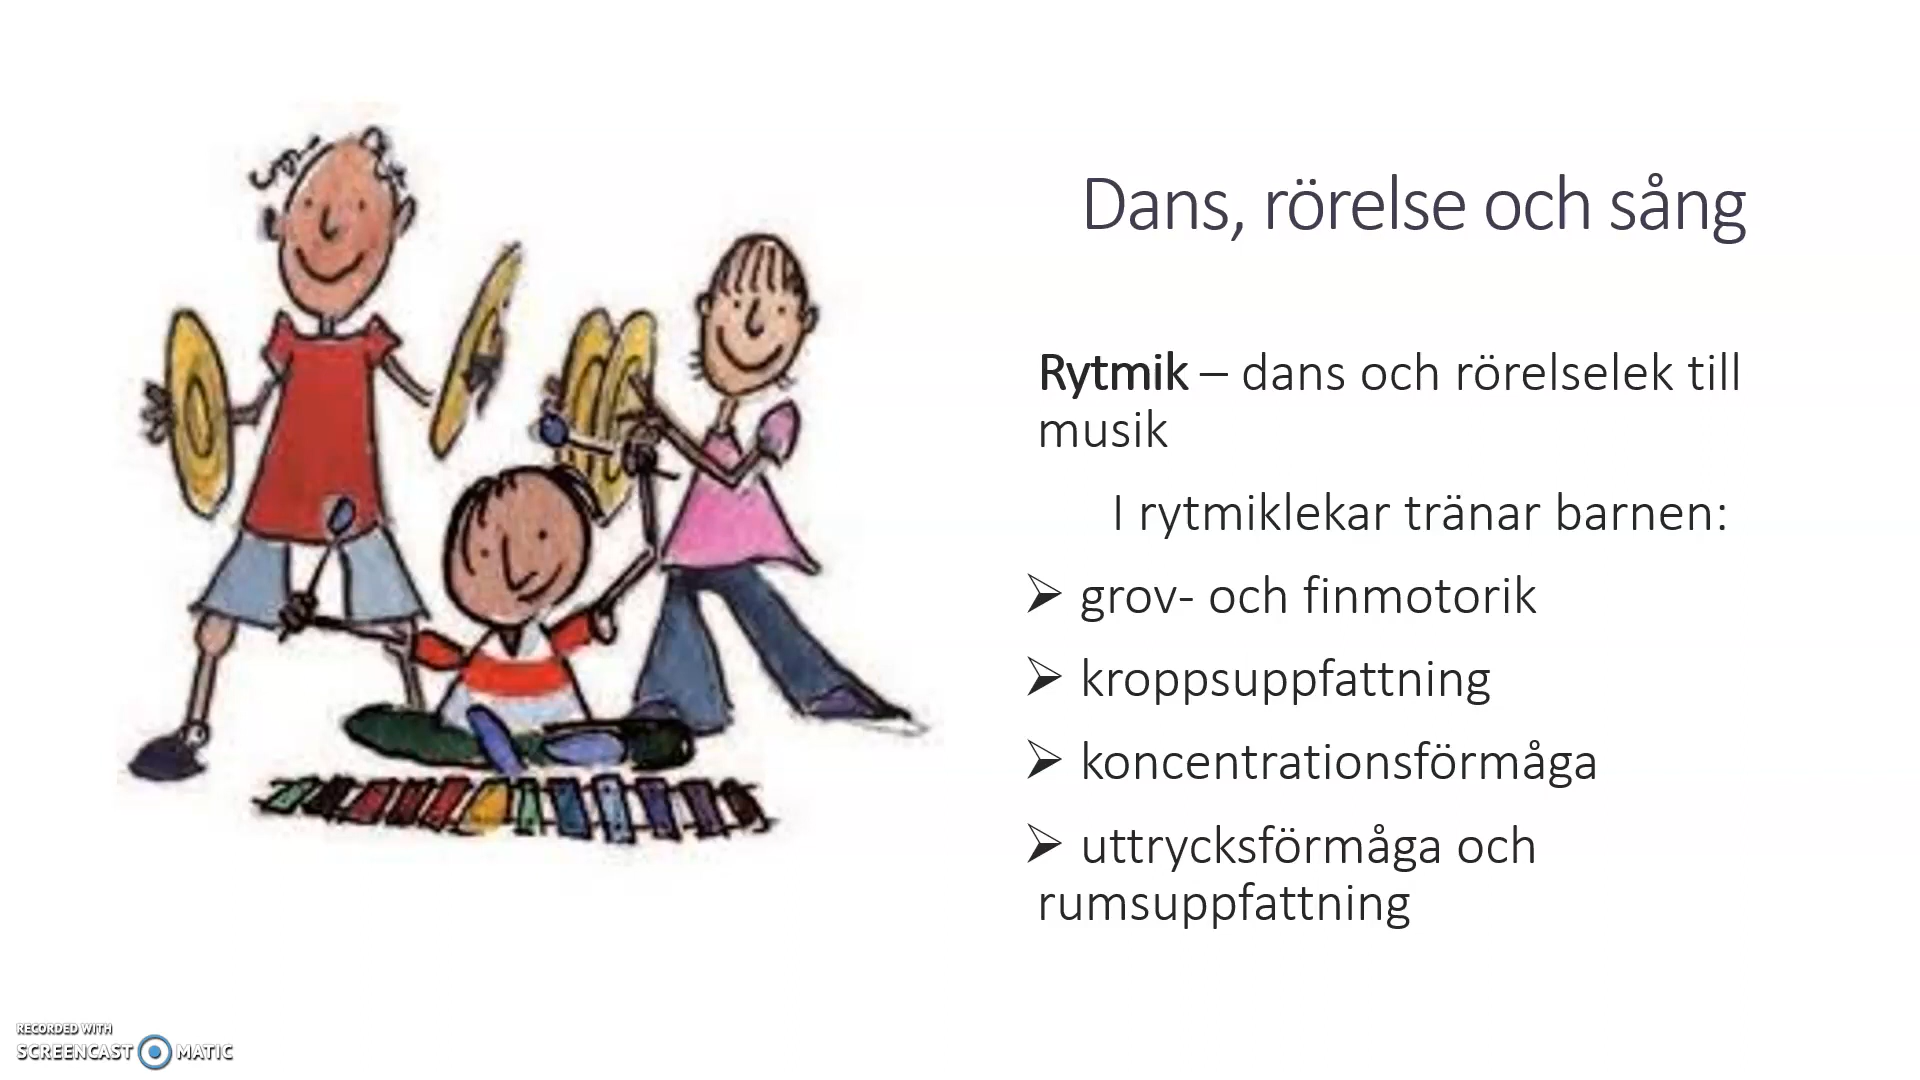 Dans, rörelse och sång
Rytmik – dans och rörelselek till
musik
I rytmiklekar tränar barnen:
➢ grov- och finmotorik
➢ kroppsuppfattning
➢ koncentrationsförmåga
➢ uttrycksförmåga och
rumsuppfattning
RECORDED WITH
SCREENCAST MATIC